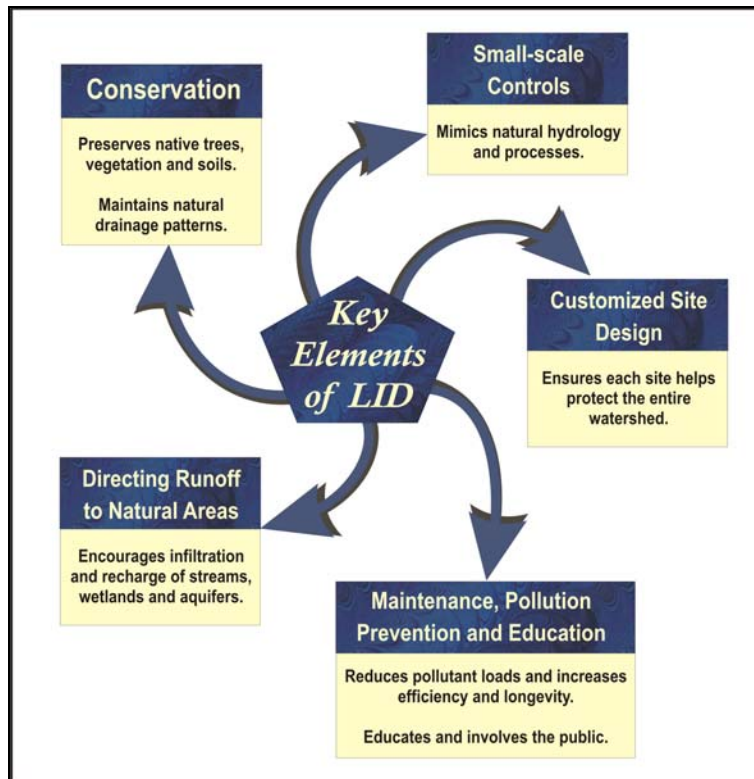 Conservation
Preserves native trees,
vegetation and soils.
Maintains natural
drainage patterns.
Small-scale
Controls
Mimics natural hydrology
and processes.
Key
Elements
of LID
Customized Site
Design
Ensures each site helps
protect the entire
watershed.
Directing Runoff
to Natural Areas
Encourages infiltration
and recharge of streams,
wetlands and aquifers.
Maintenance, Pollution
Prevention and Education
Reduces pollutant loads and increases
efficiency and longevity.
Educates and involves the public.